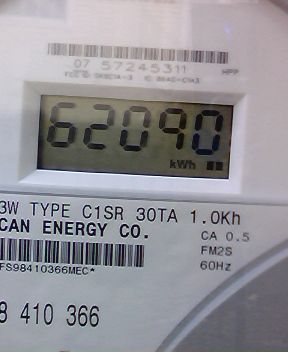 07 57245311
62090
kWh
3W TYPE C1SR 30TA 1.0Kh
CAN ENERGY CO.
CA 0.5
FM2S
FS98410366MEC*
60Hz
8 410 366